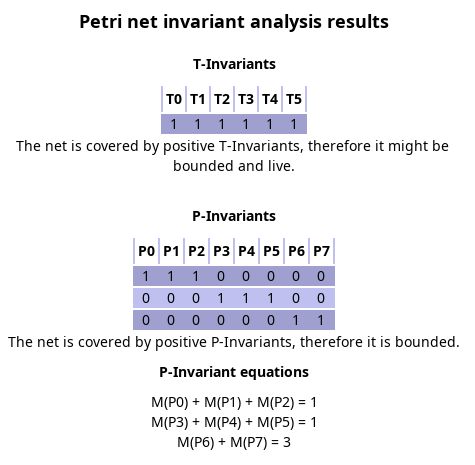 Petri net invariant analysis results
T-Invariants
T0 T1 T2 T3 T4 T5
1 1 1 1 1 1
The net is covered by positive T-Invariants, therefore it might be
bounded and live.
P-Invariants
P0 P1 P2 P3 P4 P5 P6 P7
1 1 1 0 0 0 0 0
0 0 0 1 1 1 0 0
0 0 0 0 0 0 1 1
The net is covered by positive P-Invariants, therefore it is bounded.
P-Invariant equations
M(P0) + M(P1) + M(P2) = 1
M(P3) + M(P4) + M(P5) = 1
M(P6) + M(P7) = 3